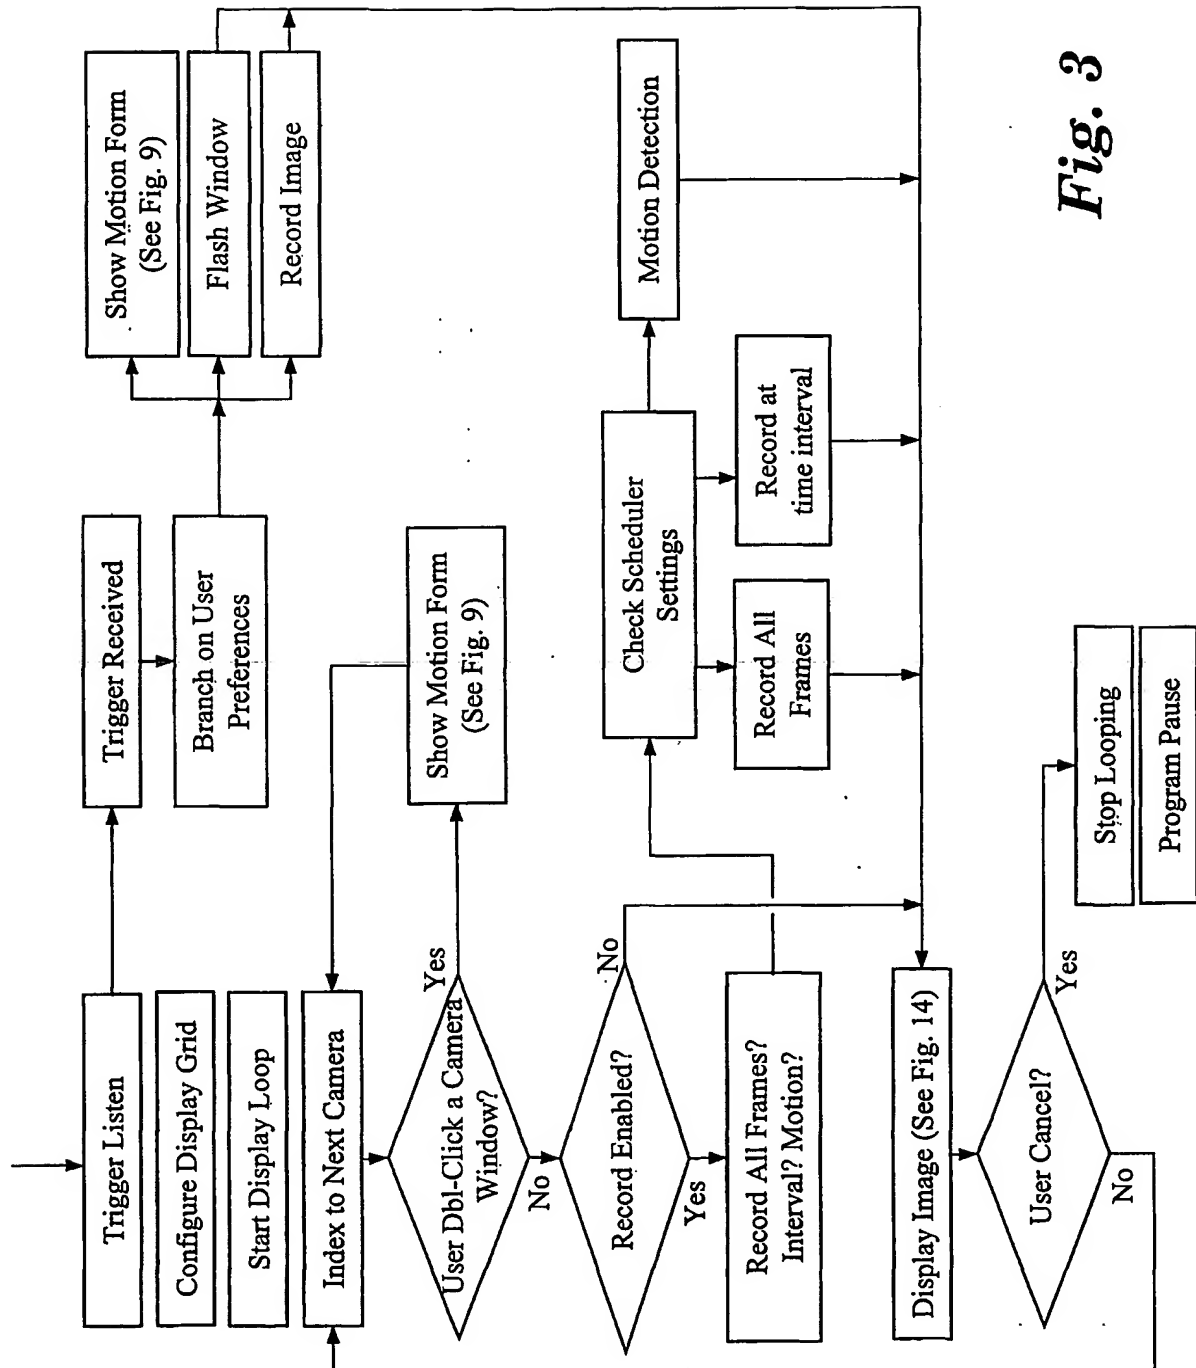 Trigger Listen
Configure Display Grid
Start Display Loop
Index to Next Camera
User Dbl-Click a Camera
Window?
Yes
No
Record Enabled?
No
Yes
Record All Frames?
Interval? Motion?
Display Image (See Fig. 14)
User Cancel?
Yes
No
Trigger Received
Branch on User
Preferences
Show Motion Form
(See Fig. 9)
Check Scheduler
Settings
Record All
Frames
Record at
time interval
Motion Detection
Stop Looping
Program Pause
Show Motion Form
(See Fig. 9)
Flash Window
Record Image
Fig. 3